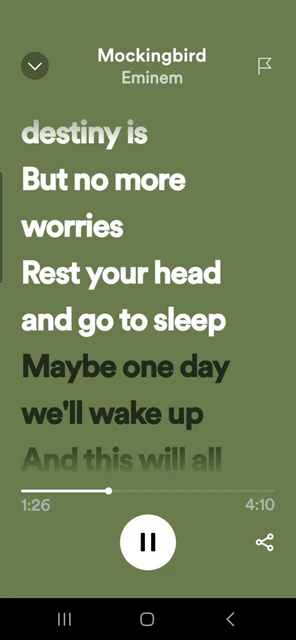 Mockingbird
Eminem
destiny is
But no more
worries
Rest your head
and go to sleep
Maybe one day
we'll wake up
And this will all
1:26
4:10